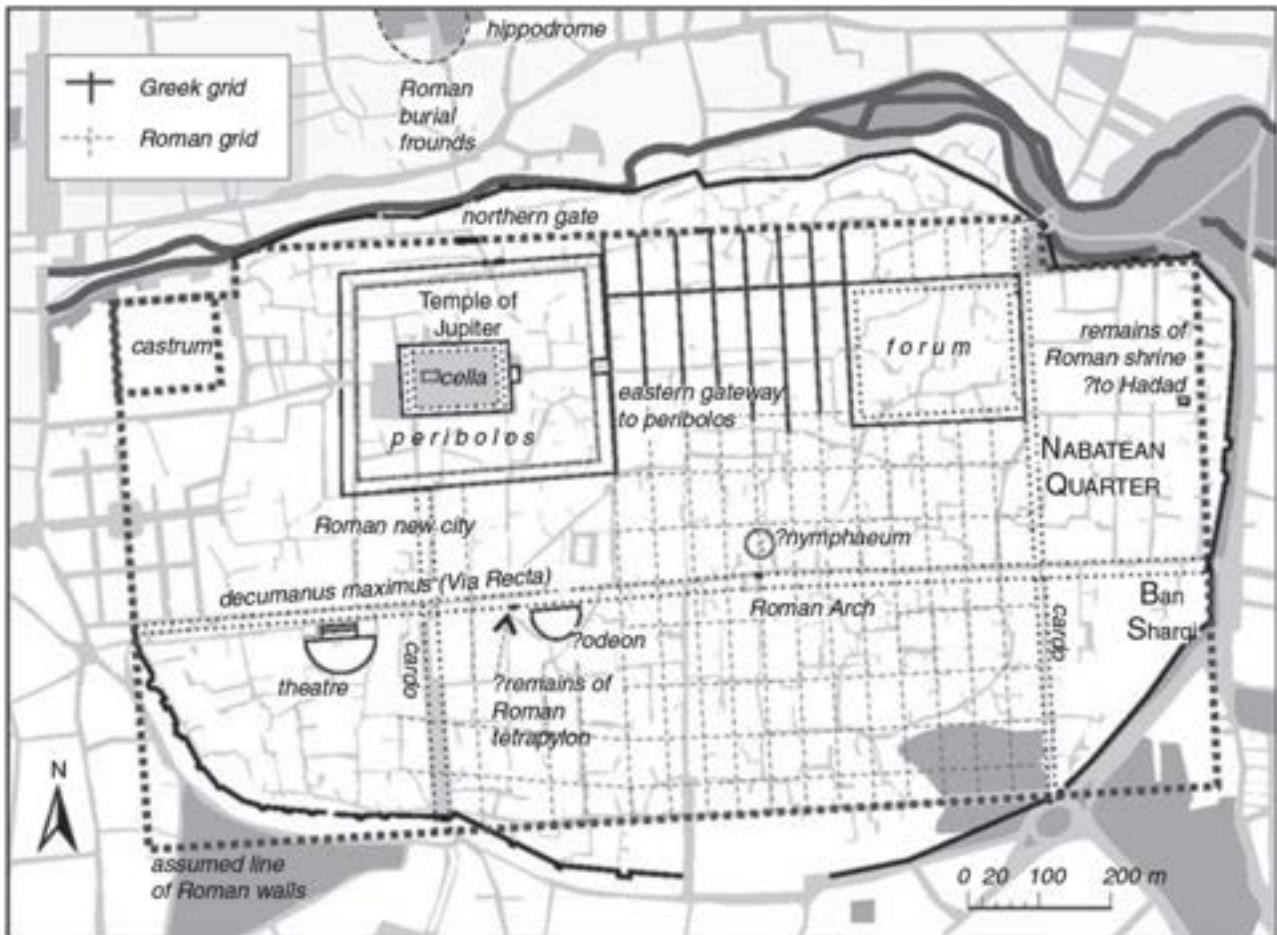 hippodrome
Greek grid
Roman grid
Roman
burial
frounds
northern gate
Temple of
Jupiter
castrum
cella
peribolos
eastern gateway
to peribolos
forum
remains of
Roman shrine
?to Hadad
NABATEAN
QUARTER
Roman new city
?nymphaeum
decumanus maximus (Via Recta)
Roman Arch
BAN
SHARQI
theatre
cardo
?odeon
?remains of
Roman
tetrapylon
cardo
N
assumed line
of Roman walls
0 20 100 200 m